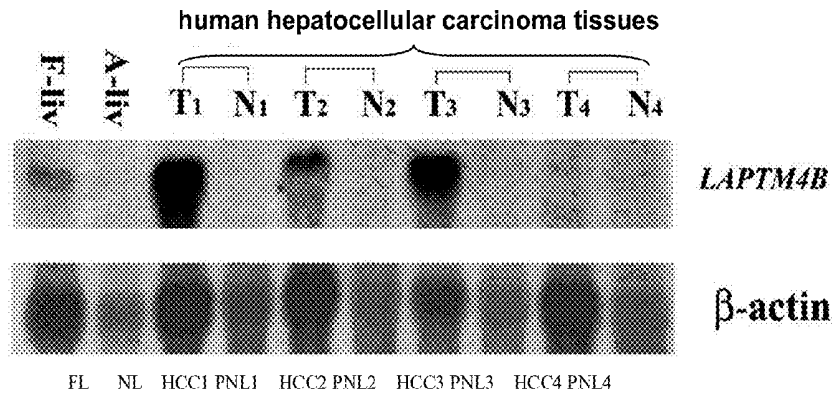 human hepatocellular carcinoma tissues
F-liv A-liv T1 N1 T2 N2 T3 N3 T4 N4
LAPTM4B
β-actin
FL NL HCC1 PNL1 HCC2 PNL2 HCC3 PNL3 HCC4 PNL4